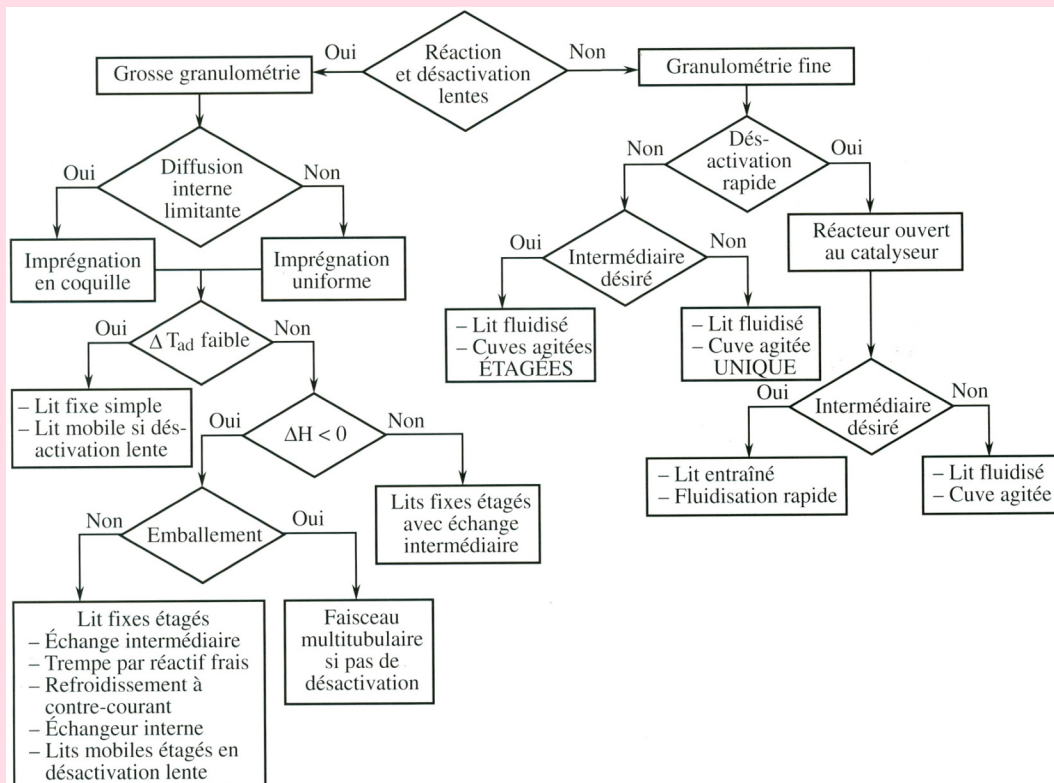 Réaction
et désactivation
lentes
Oui
Non
Grosse granulométrie
Granulométrie fine
Diffusion
interne
limitante
Oui
Non
Imprégnation
en coquille
Imprégnation
uniforme
Δ T_ad faible
Oui
Non
– Lit fixe simple
– Lit mobile si dés-
activation lente
ΔH < 0
Oui
Non
Lits fixes étagés
avec échange
intermédiaire
Emballement
Non
Oui
Lit fixes étagés
– Échange intermédiaire
– Trempe par réactif frais
– Refroidissement à
contre-courant
– Échangeur interne
– Lits mobiles étagés en
désactivation lente
Faisceau
multitubulaire
si pas de
désactivation
Dés-
activation
rapide
Non
Oui
Intermédiaire
désiré
Oui
Non
– Lit fluidisé
– Cuves agitées
ÉTAGÉES
– Lit fluidisé
– Cuve agitée
UNIQUE
Réacteur ouvert
au catalyseur
Intermédiaire
désiré
Oui
Non
– Lit entraîné
– Fluidisation rapide
– Lit fluidisé
– Cuve agitée